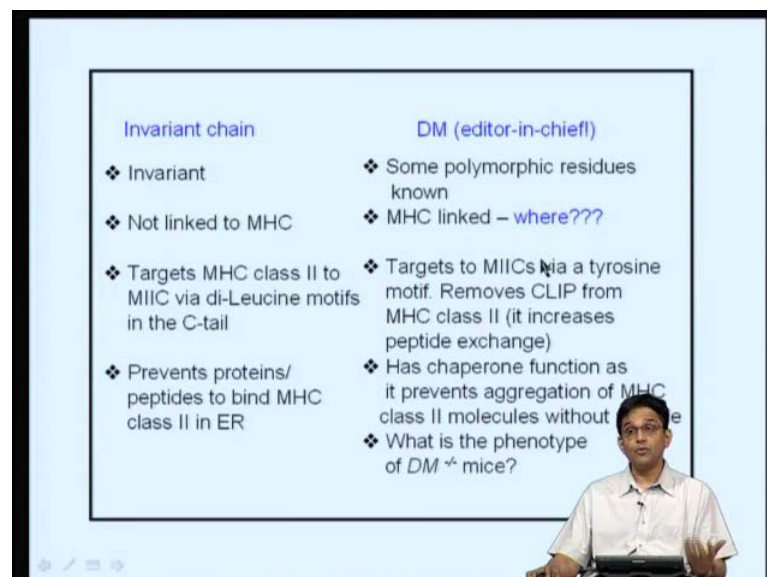 Invariant chain
❖ Invariant
❖ Not linked to MHC
❖ Targets MHC class II to
MIIC via di-Leucine motifs
in the C-tail
❖ Prevents proteins/
peptides to bind MHC
class II in ER
DM (editor-in-chief!)
❖ Some polymorphic residues
known
❖ MHC linked – where???
❖ Targets to MIICs via a tyrosine
motif. Removes CLIP from
MHC class II (it increases
peptide exchange)
❖ Has chaperone function as
it prevents aggregation of MHC
class II molecules without
❖ What is the phenotype
of DM -/- mice?